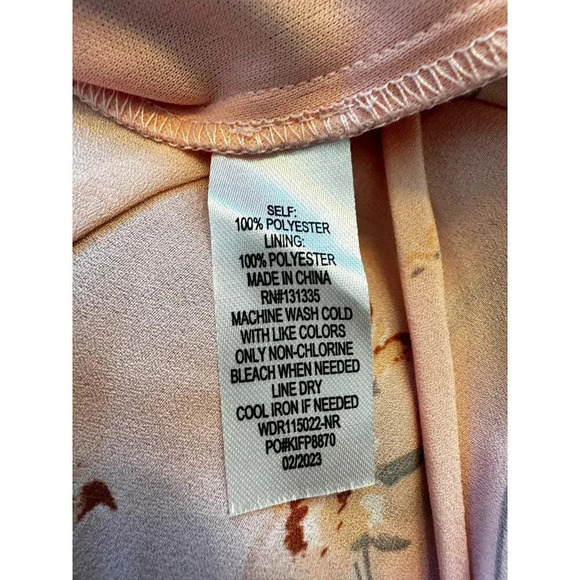 SELF:
100% POLYESTER
LINING:
100% POLYESTER
MADE IN CHINA
RN#131335
MACHINE WASH COLD
WITH LIKE COLORS
ONLY NON-CHLORINE
BLEACH WHEN NEEDED
LINE DRY
COOL IRON IF NEEDED
WDR115022-NR
PO#KIFP8870
02/2023